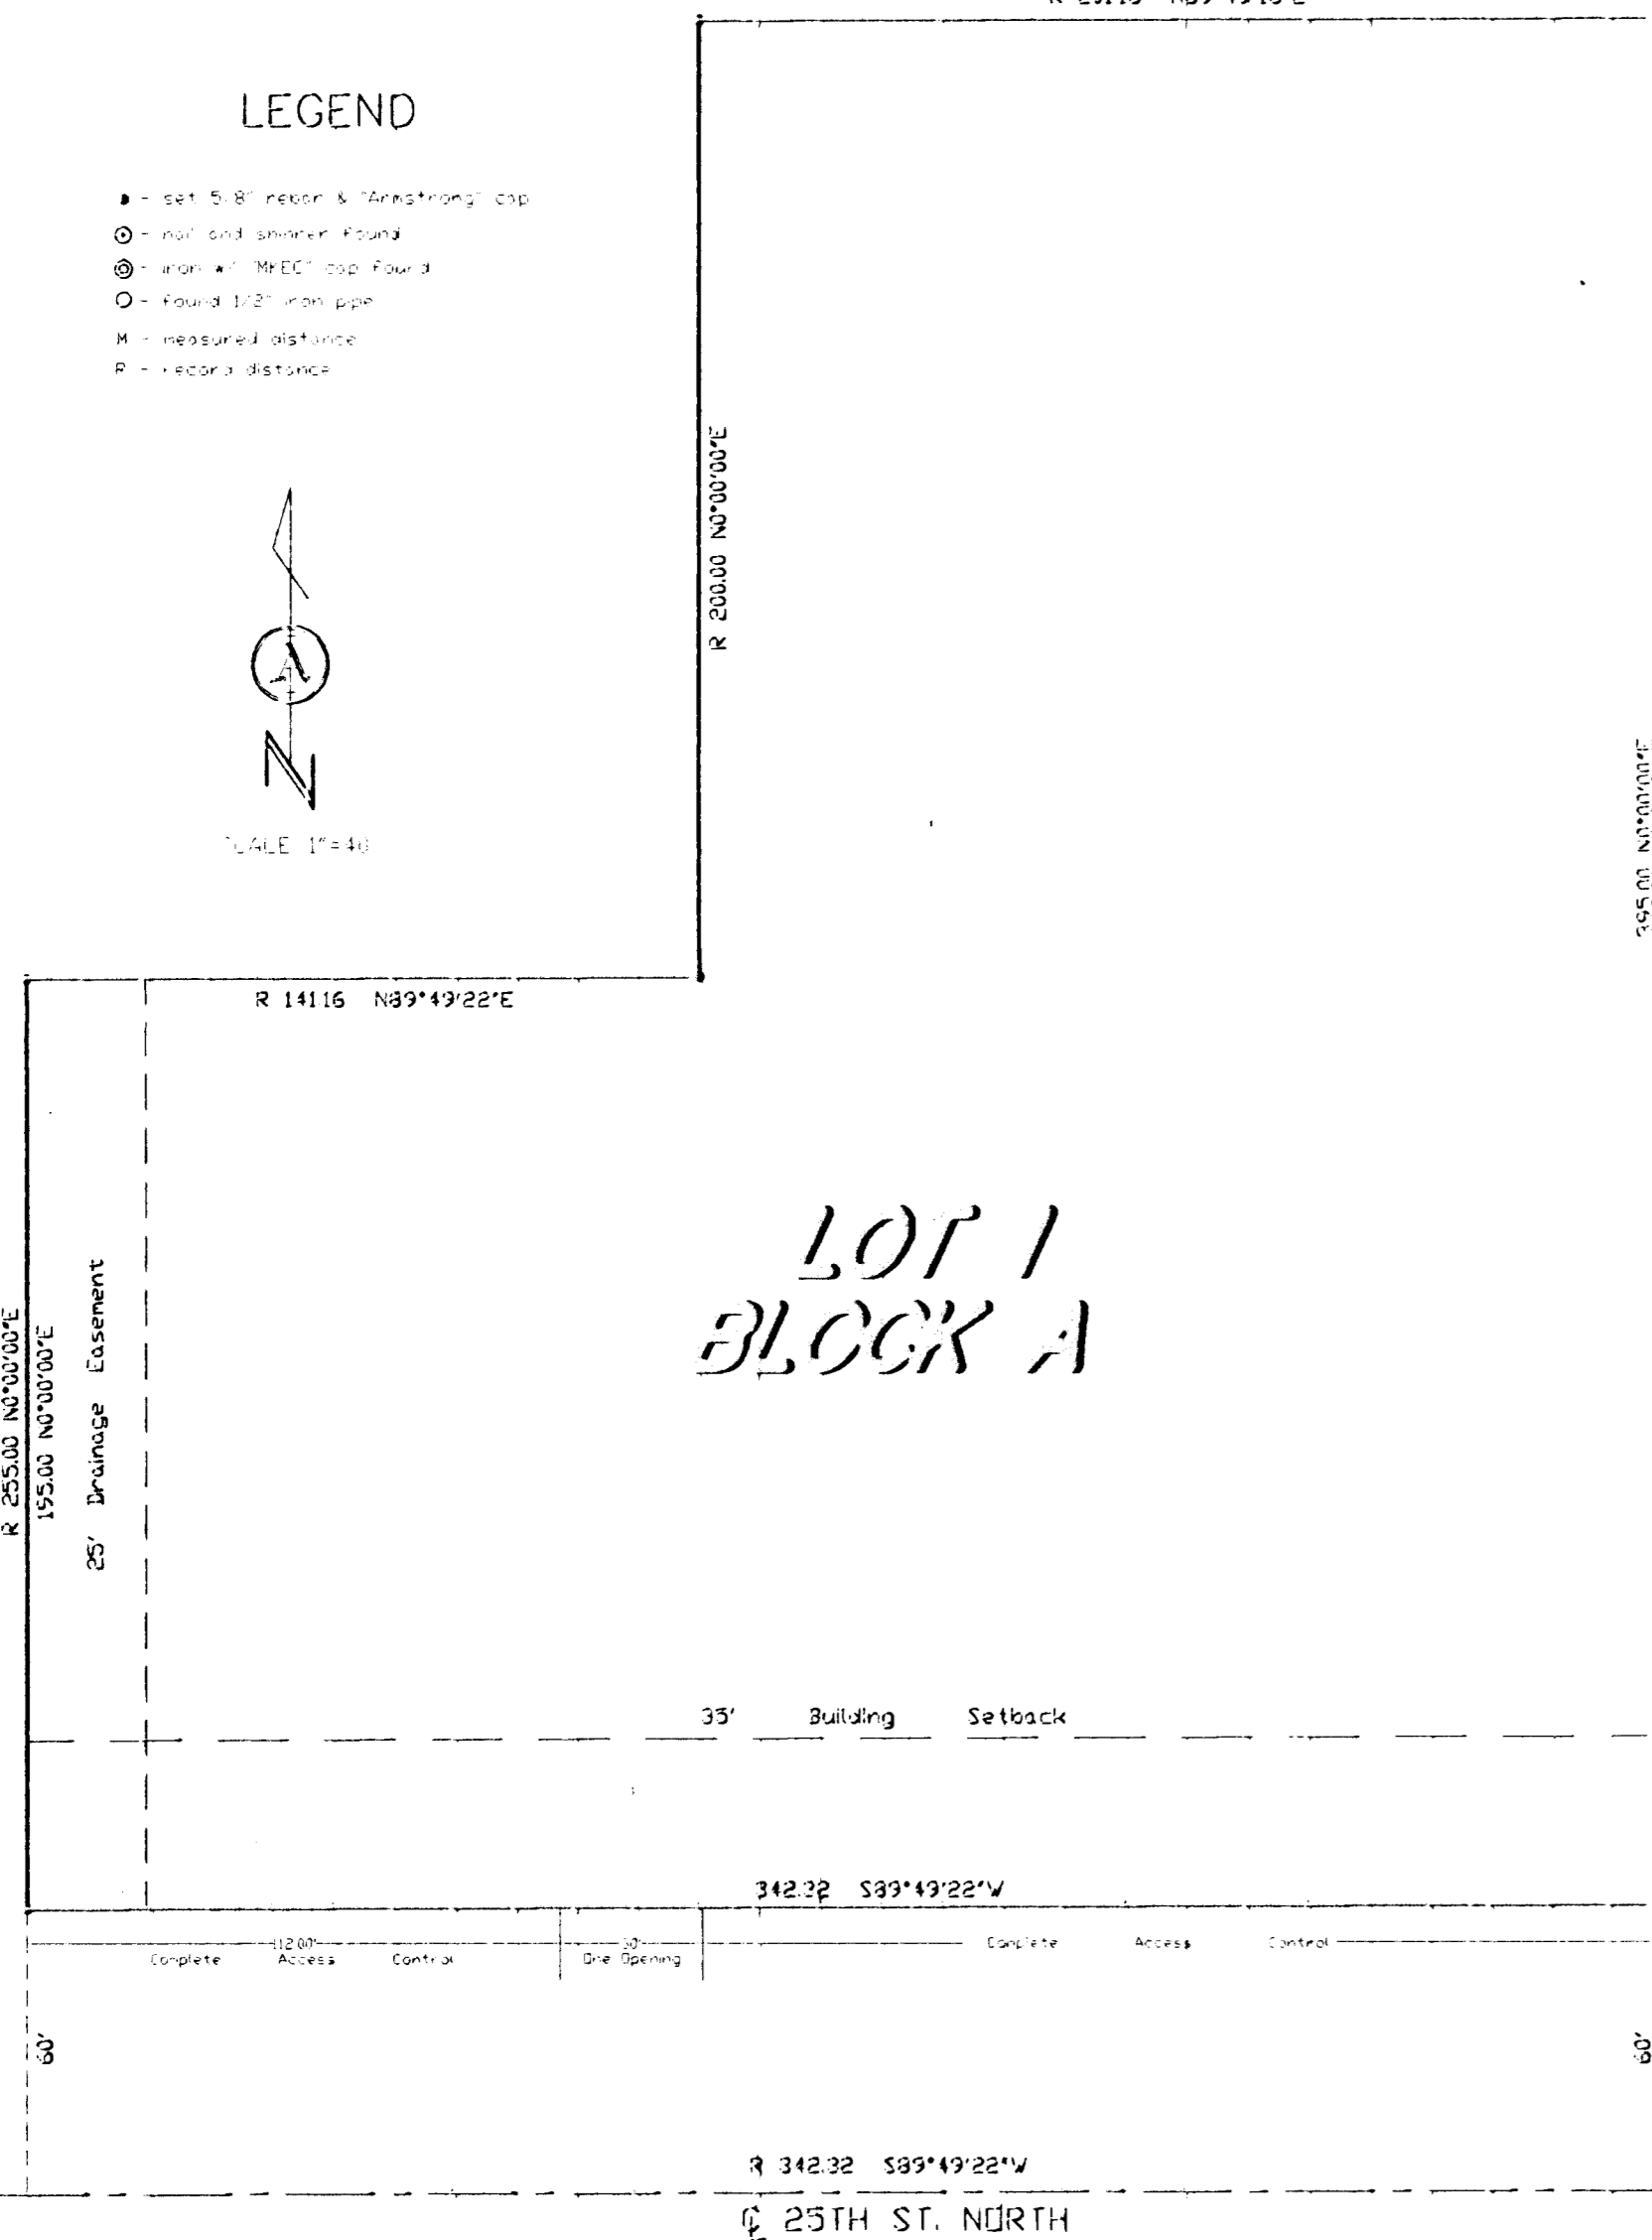 LEGEND
- set 5/8" rebar & "Armstrong" cap
- nail and shinner found
- iron w/ "MKEC" cap found
- found 1/2" iron pipe
M - measured distance
R - record distance
R 200.00 N0°00'00"E
A
N
SCALE 1"=40
395.00 N0°00'00"E
R 141.16 N89°49'22"E
LOT 1
BLOCK A
R 255.00 N0°00'00"E
195.00 N0°00'00"E
25' Drainage Easement
35' Building Setback
342.32 S89°49'22"W
112.00'
Complete Access Control
30'
One Opening
Complete Access Control
60'
60'
R 342.32 S89°49'22"W
℄ 25TH ST. NORTH